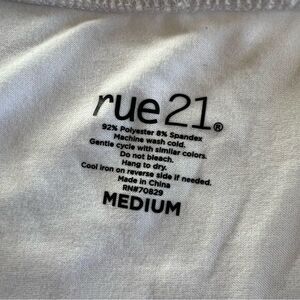 rue21®
92% Polyester 8% Spandex
Machine wash cold.
Gentle cycle with similar colors.
Do not bleach.
Hang to dry.
Cool iron on reverse side if needed.
Made in China
RN#70829
MEDIUM